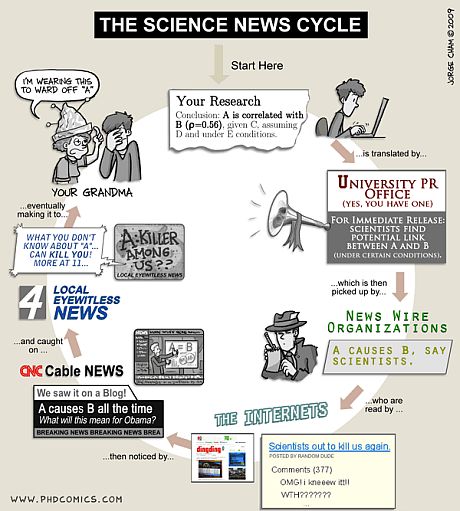 THE SCIENCE NEWS CYCLE
JORGE CHAM © 2009
Start Here
Your Research
Conclusion: A is correlated with
B (ρ=0.56), given C, assuming
D and under E conditions.
...is translated by...
UNIVERSITY PR
OFFICE
(YES, YOU HAVE ONE)
FOR IMMEDIATE RELEASE:
SCIENTISTS FIND
POTENTIAL LINK
BETWEEN A AND B
(UNDER CERTAIN CONDITIONS).
...which is then
picked up by...
NEWS WIRE
ORGANIZATIONS
A CAUSES B, SAY
SCIENTISTS.
...who are
read by ...
THE INTERNETS
dingding
Scientists out to kill us again.
POSTED BY RANDOM DUDE
Comments (377)
OMG! i kneeew itt!!
WTH???????
...
...then noticed by...
We saw it on a Blog!
A causes B all the time
What will this mean for Obama?
BREAKING NEWS BREAKING NEWS BREA
CNC Cable NEWS
A=B
...and caught
on ...
4 LOCAL
EYEWITLESS
NEWS
WHAT YOU DON'T
KNOW ABOUT "A"...
CAN KILL YOU!
MORE AT 11...
A-KILLER
AMONG
US??
LOCAL EYEWITLESS NEWS
...eventually
making it to...
YOUR GRANDMA
I'M WEARING THIS
TO WARD OFF "A"
WWW.PHDCOMICS.COM